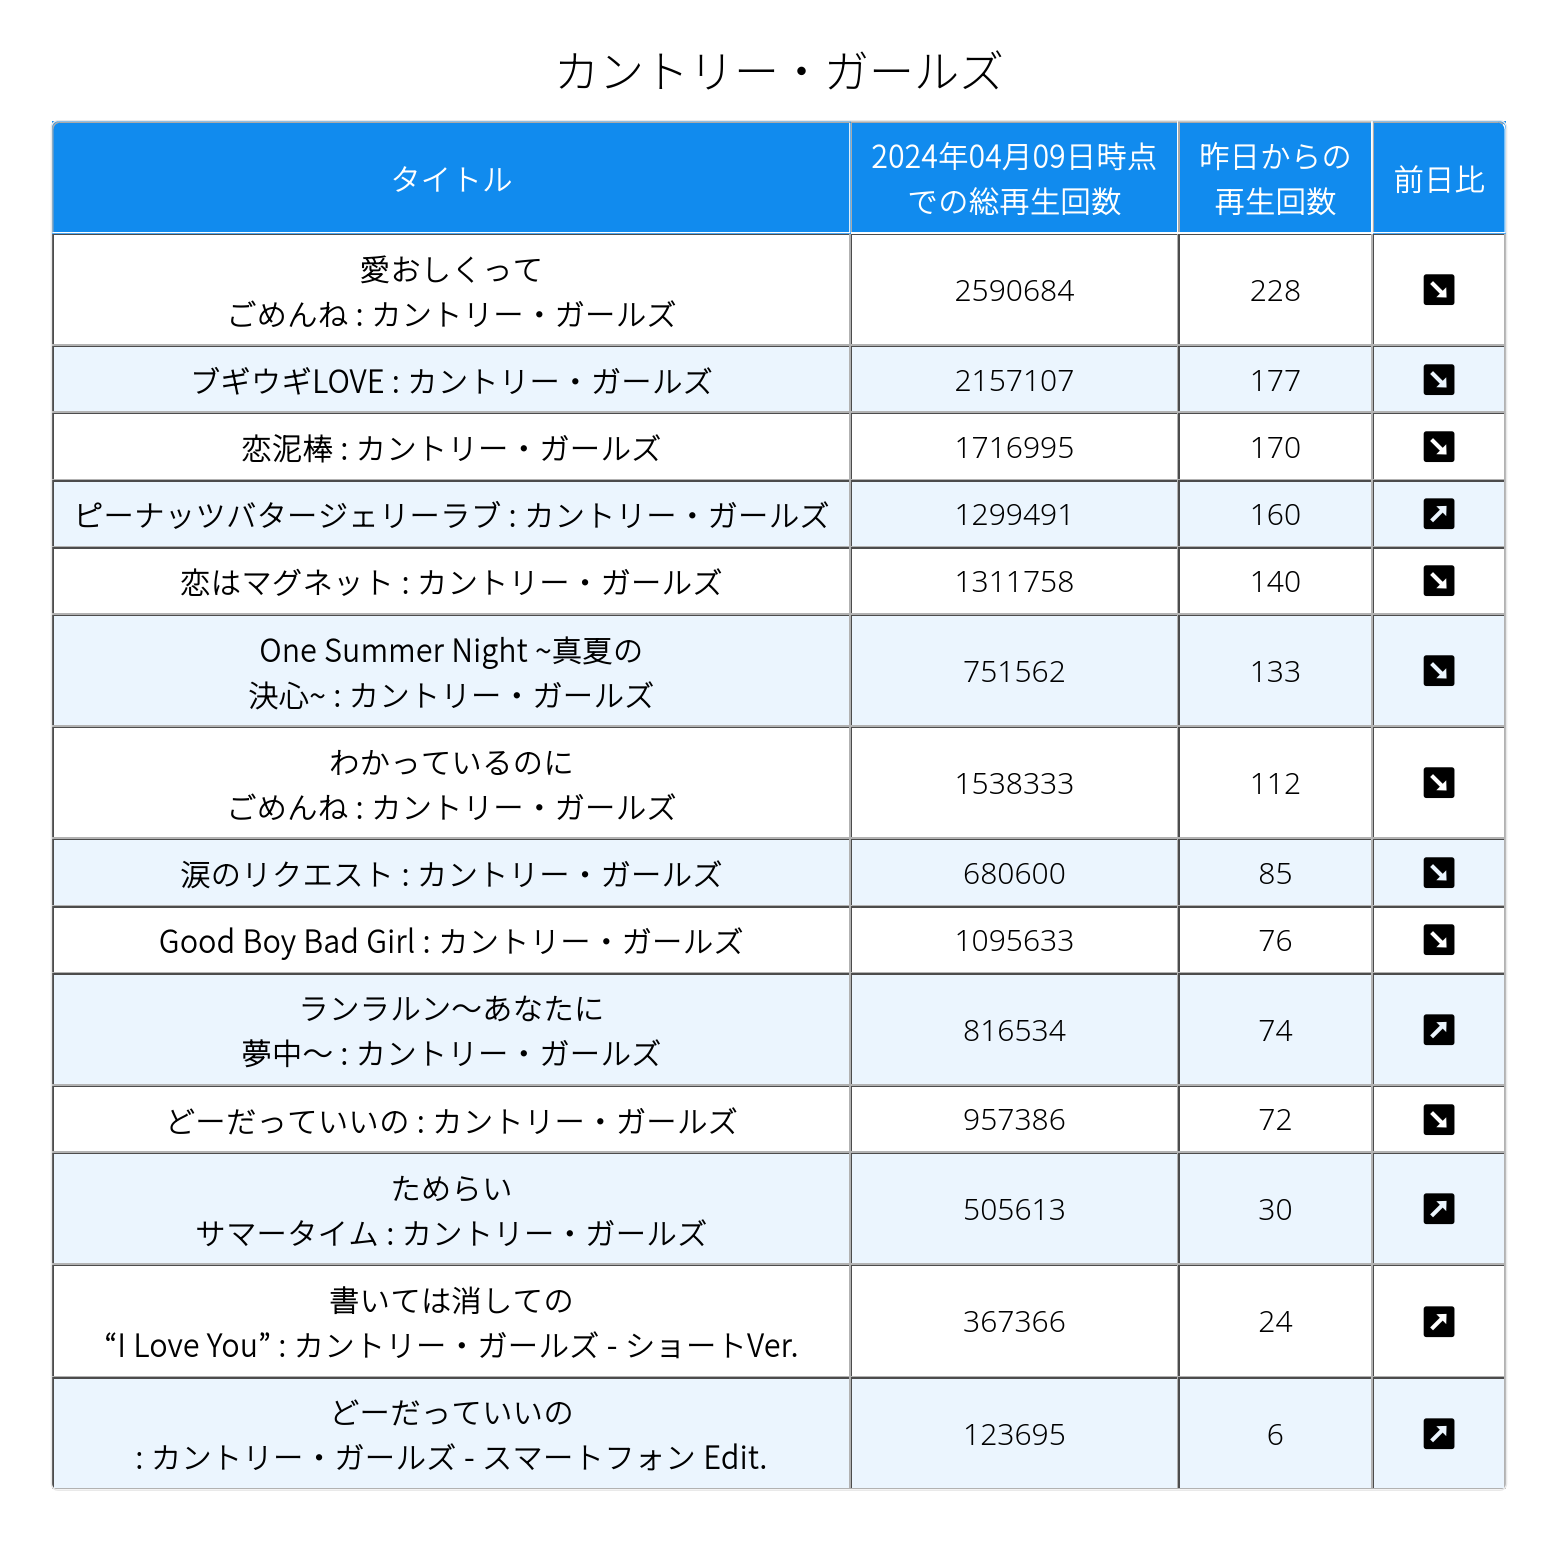 カントリー・ガールズ
タイトル
2024年04月09日時点
での総再生回数
昨日からの
再生回数
前日比
愛おしくって
ごめんね : カントリー・ガールズ
2590684
228
ブギウギLOVE : カントリー・ガールズ
2157107
177
恋泥棒 : カントリー・ガールズ
1716995
170
ピーナッツバタージェリーラブ : カントリー・ガールズ
1299491
160
恋はマグネット : カントリー・ガールズ
1311758
140
One Summer Night ~真夏の
決心~ : カントリー・ガールズ
751562
133
わかっているのに
ごめんね : カントリー・ガールズ
1538333
112
涙のリクエスト : カントリー・ガールズ
680600
85
Good Boy Bad Girl : カントリー・ガールズ
1095633
76
ランラルン〜あなたに
夢中〜 : カントリー・ガールズ
816534
74
どーだっていいの : カントリー・ガールズ
957386
72
ためらい
サマータイム : カントリー・ガールズ
505613
30
書いては消しての
“I Love You” : カントリー・ガールズ - ショートVer.
367366
24
どーだっていいの
: カントリー・ガールズ - スマートフォン Edit.
123695
6